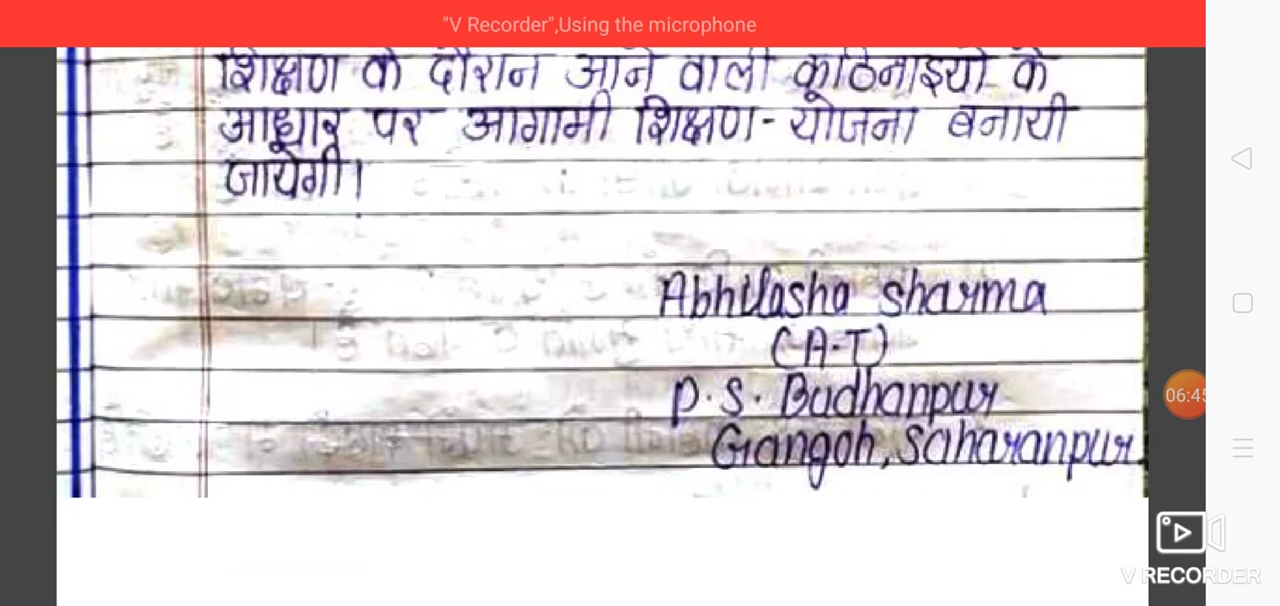 "V Recorder",Using the microphone
शिक्षण के दौरान आने वाली कठिनाइयों के
आधार पर आगामी शिक्षण-योजना बनायी
जायेगी।
Abhilasha sharma
(A-T)
P.S. Budhanpur
Gangoh, Saharanpur
06:45
V RECORDER